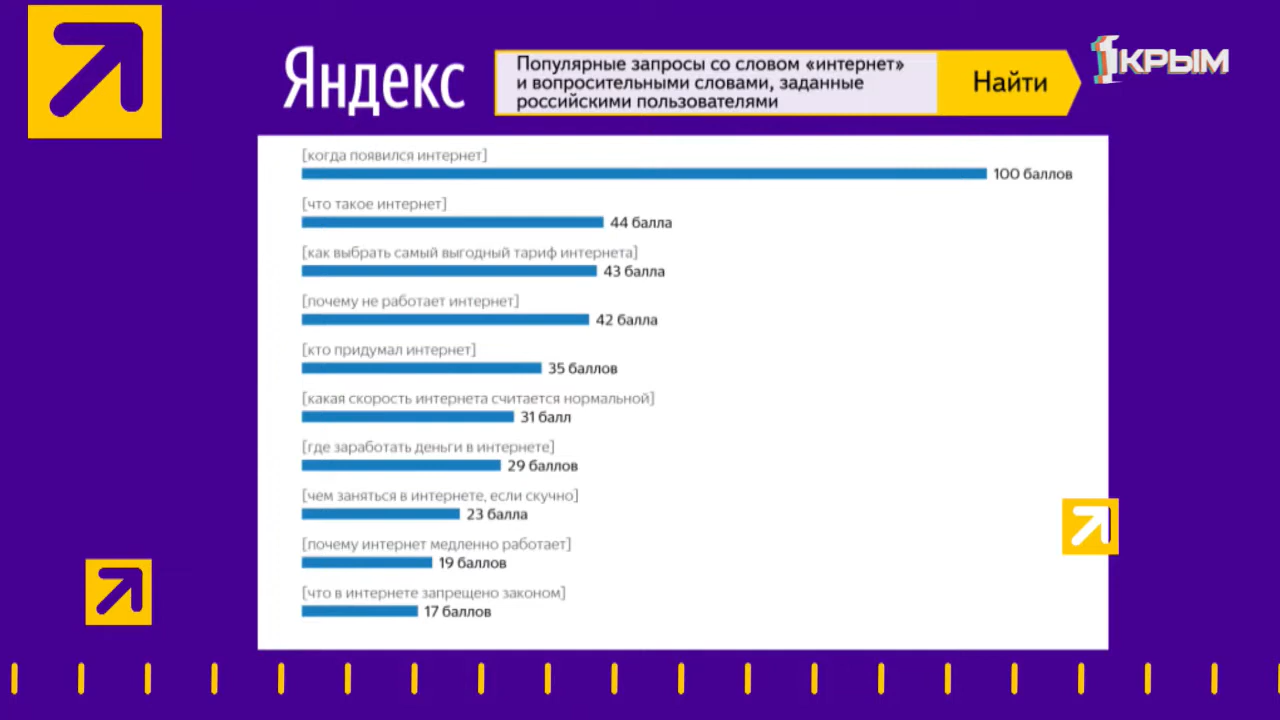 Яндекс
Популярные запросы со словом «интернет»
и вопросительными словами, заданные
российскими пользователями
Найти
1КРЫМ
[когда появился интернет]
100 баллов
[что такое интернет]
44 балла
[как выбрать самый выгодный тариф интернета]
43 балла
[почему не работает интернет]
42 балла
[кто придумал интернет]
35 баллов
[какая скорость интернета считается нормальной]
31 балл
[где заработать деньги в интернете]
29 баллов
[чем заняться в интернете, если скучно]
23 балла
[почему интернет медленно работает]
19 баллов
[что в интернете запрещено законом]
17 баллов